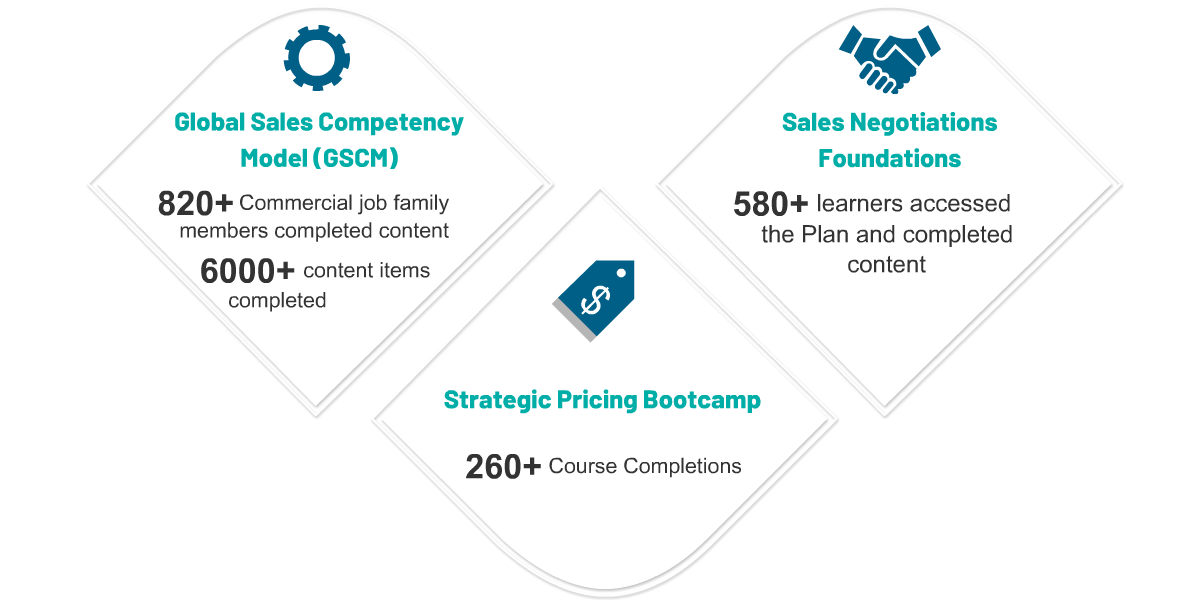 Global Sales Competency
Model (GSCM)
820+ Commercial job family
members completed content
6000+ content items
completed
Sales Negotiations
Foundations
580+ learners accessed
the Plan and completed
content
$
Strategic Pricing Bootcamp
260+ Course Completions